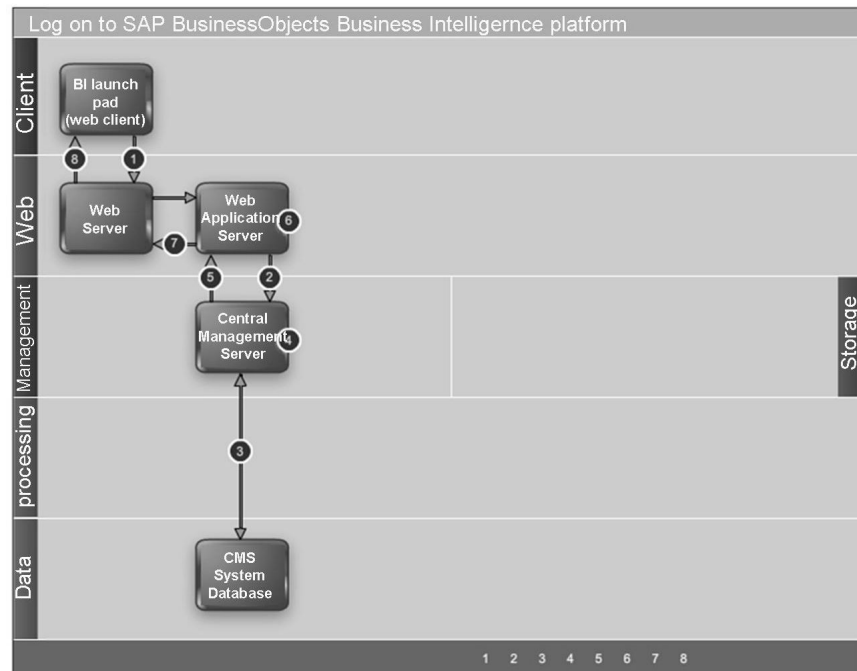 Log on to SAP BusinessObjects Business Intelligernce platform
Client
BI launch
pad
(web client)
8
1
Web
Web
Server
Web
Application
Server
6
7
5
2
Management
Central
Management
Server
4
Storage
processing
3
Data
CMS
System
Database
1 2 3 4 5 6 7 8